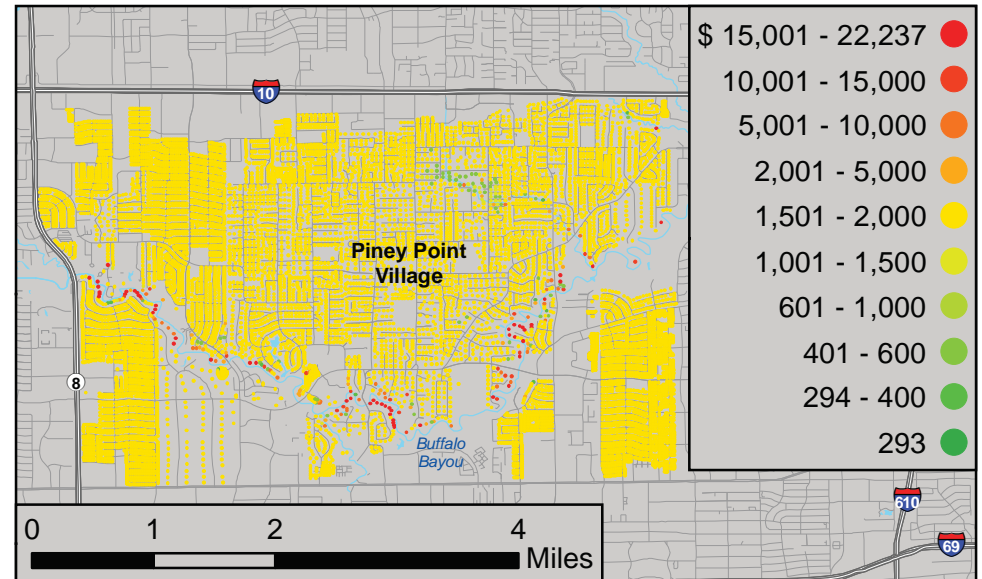 $ 15,001 - 22,237
10,001 - 15,000
5,001 - 10,000
2,001 - 5,000
1,501 - 2,000
1,001 - 1,500
601 - 1,000
401 - 600
294 - 400
293
10
Piney Point
Village
8
Buffalo
Bayou
610
69
0 1 2 4
Miles